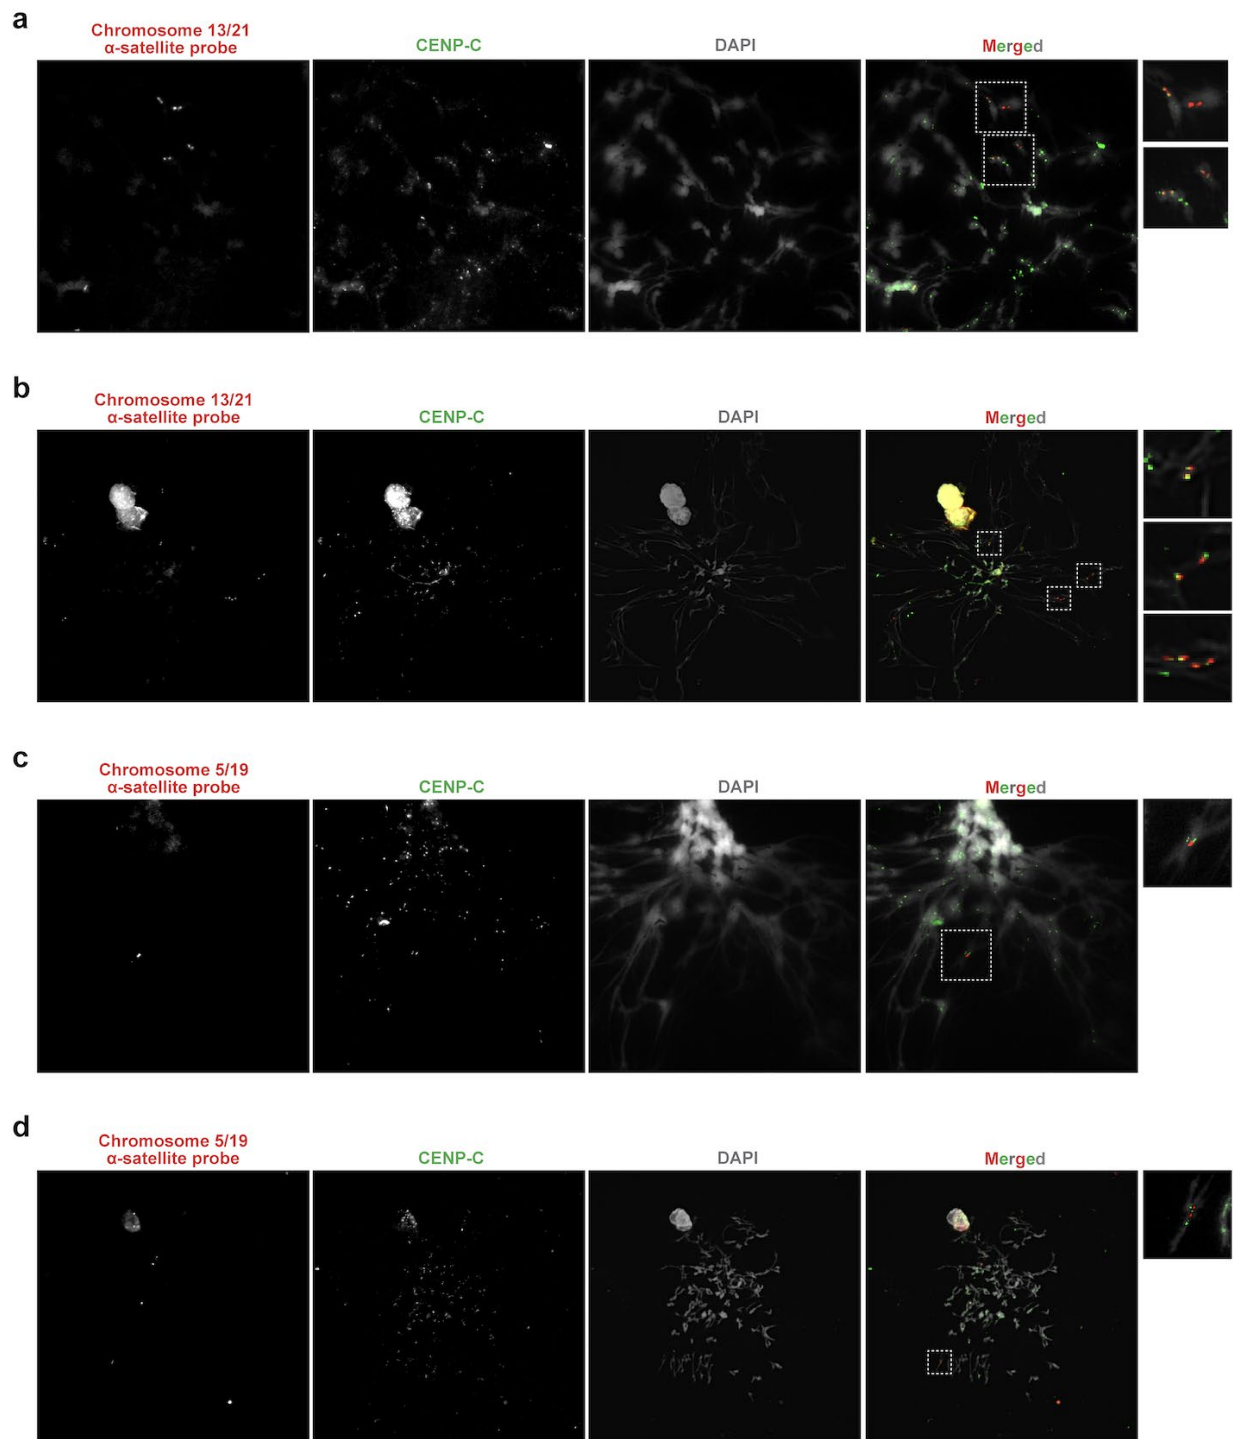 a
Chromosome 13/21
α-satellite probe
CENP-C
DAPI
Merged
b
Chromosome 13/21
α-satellite probe
CENP-C
DAPI
Merged
c
Chromosome 5/19
α-satellite probe
CENP-C
DAPI
Merged
d
Chromosome 5/19
α-satellite probe
CENP-C
DAPI
Merged